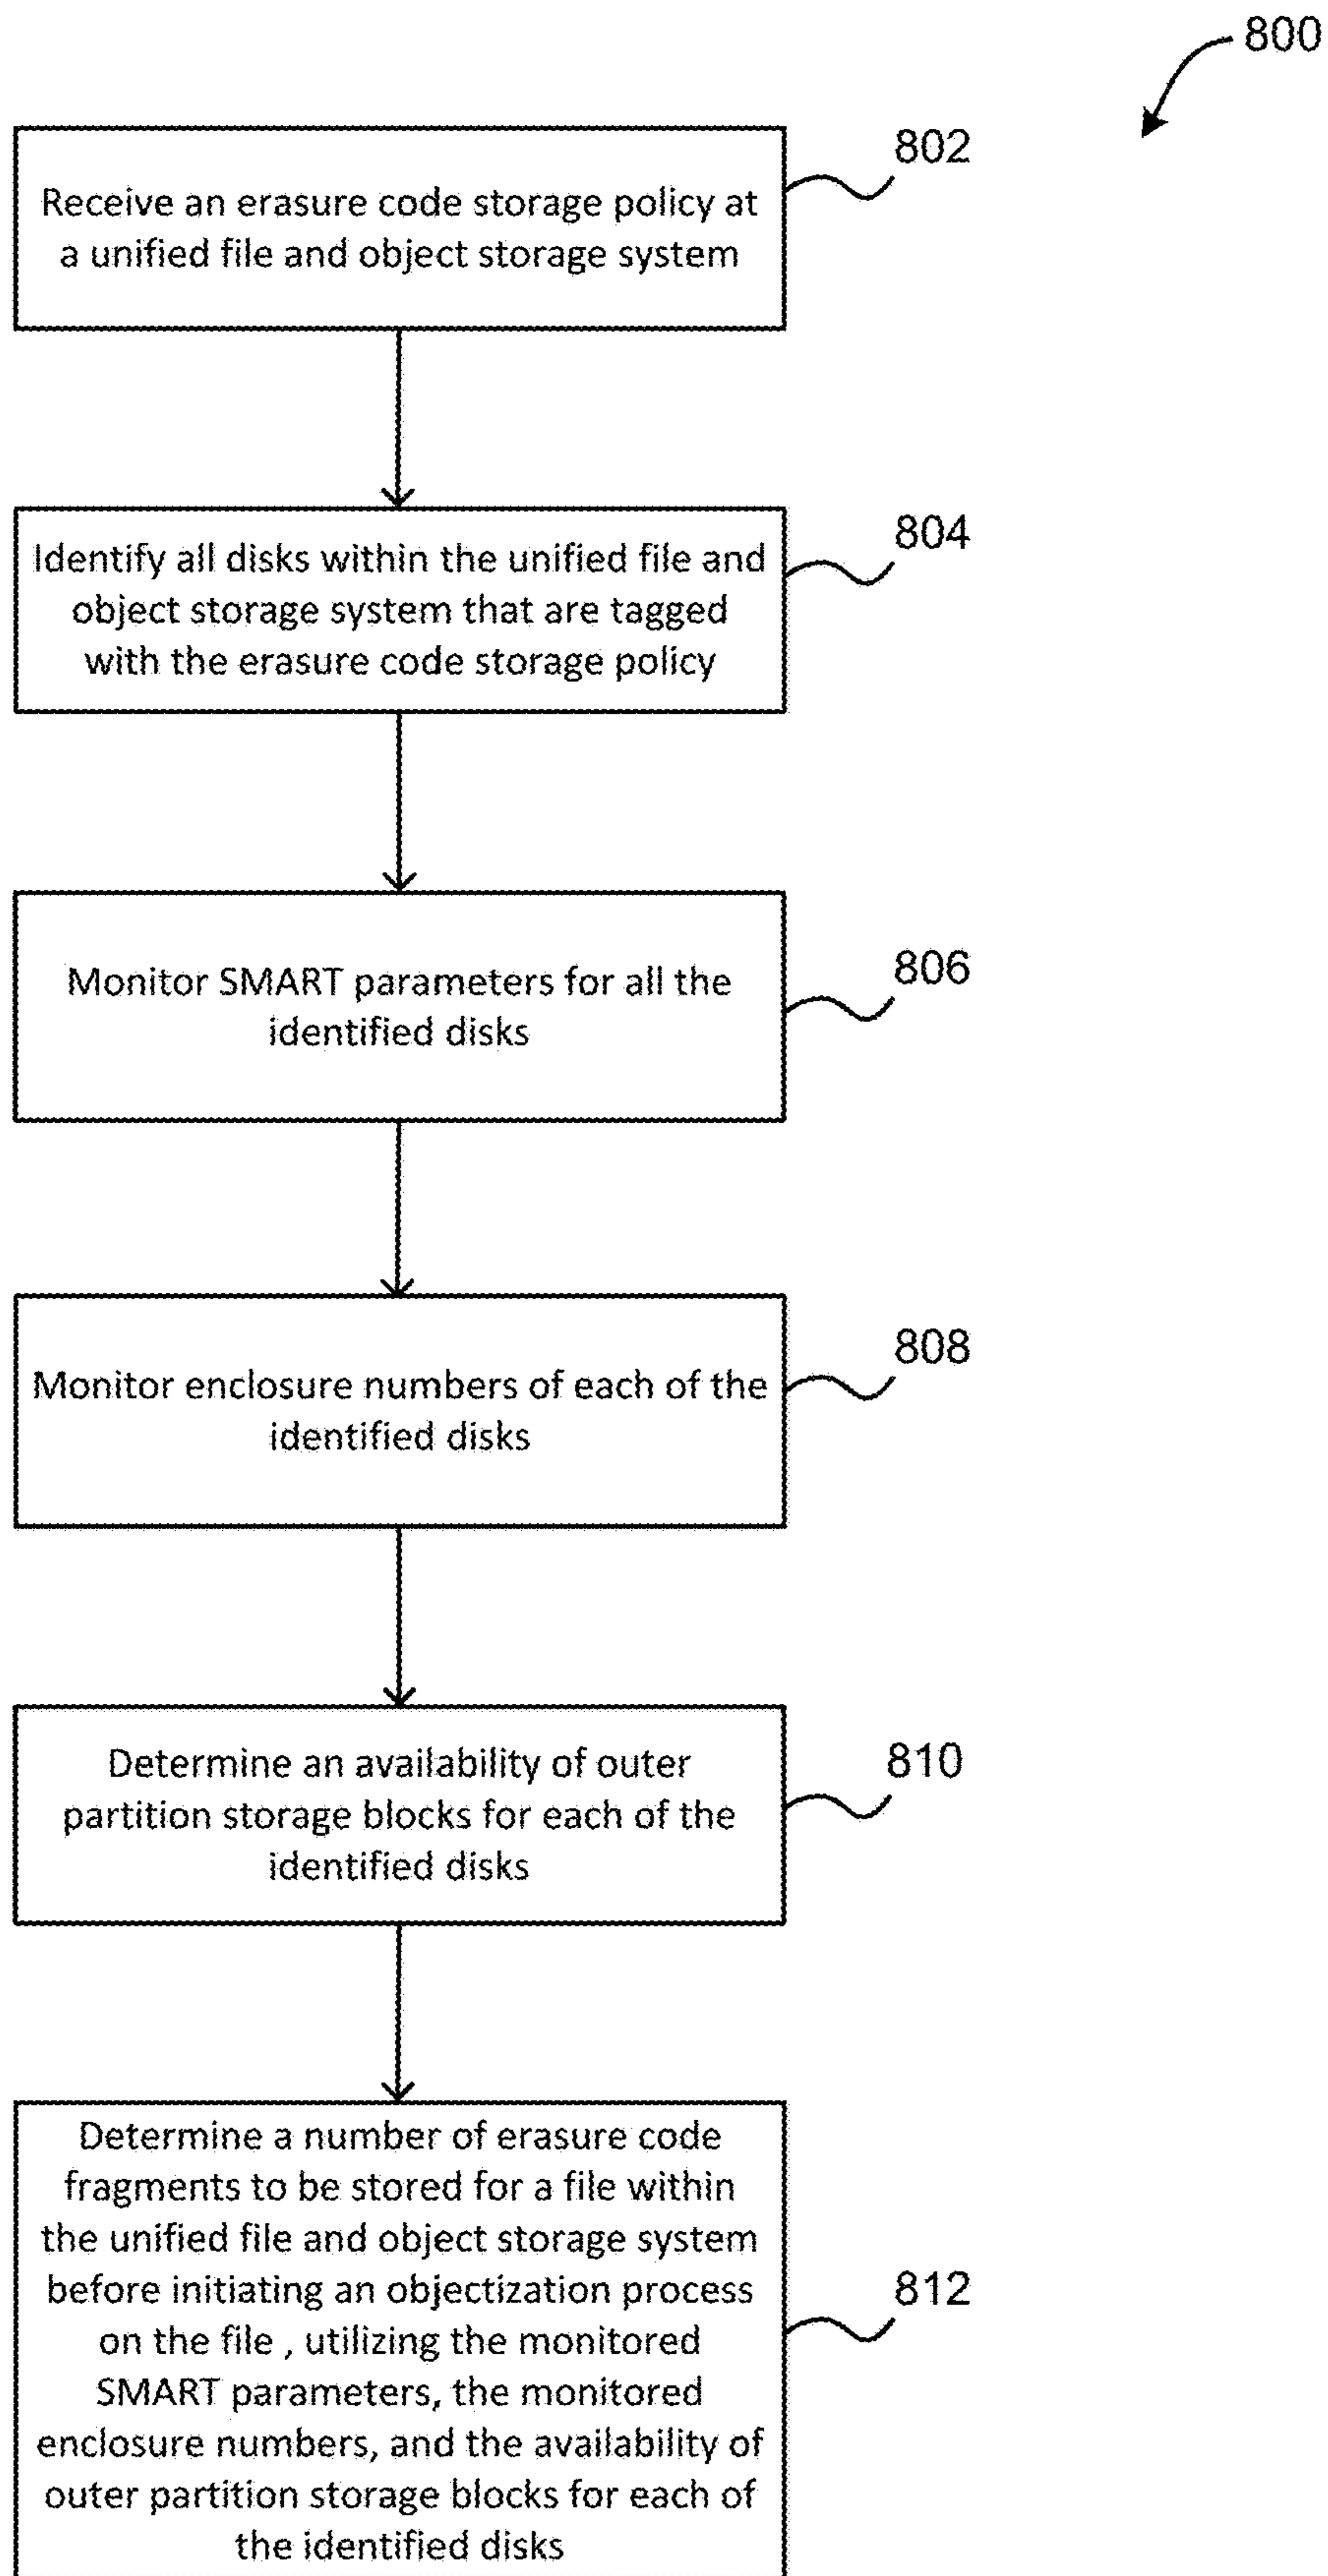 800
802
Receive an erasure code storage policy at
a unified file and object storage system
804
Identify all disks within the unified file and
object storage system that are tagged
with the erasure code storage policy
806
Monitor SMART parameters for all the
identified disks
808
Monitor enclosure numbers of each of the
identified disks
810
Determine an availability of outer
partition storage blocks for each of the
identified disks
Determine a number of erasure code
fragments to be stored for a file within
the unified file and object storage system
before initiating an objectization process
812
on the file , utilizing the monitored
SMART parameters, the monitored
enclosure numbers, and the availability of
outer partition storage blocks for each of
the identified disks